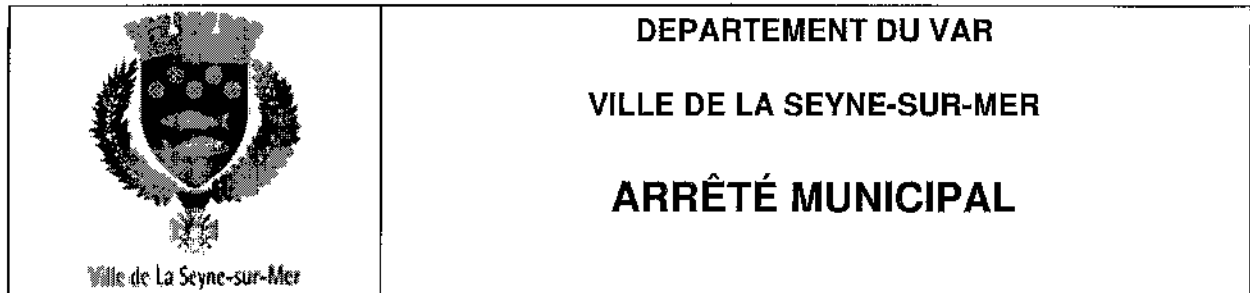 DEPARTEMENT DU VAR
VILLE DE LA SEYNE-SUR-MER
ARRÊTÉ MUNICIPAL
Ville de La Seyne-sur-Mer